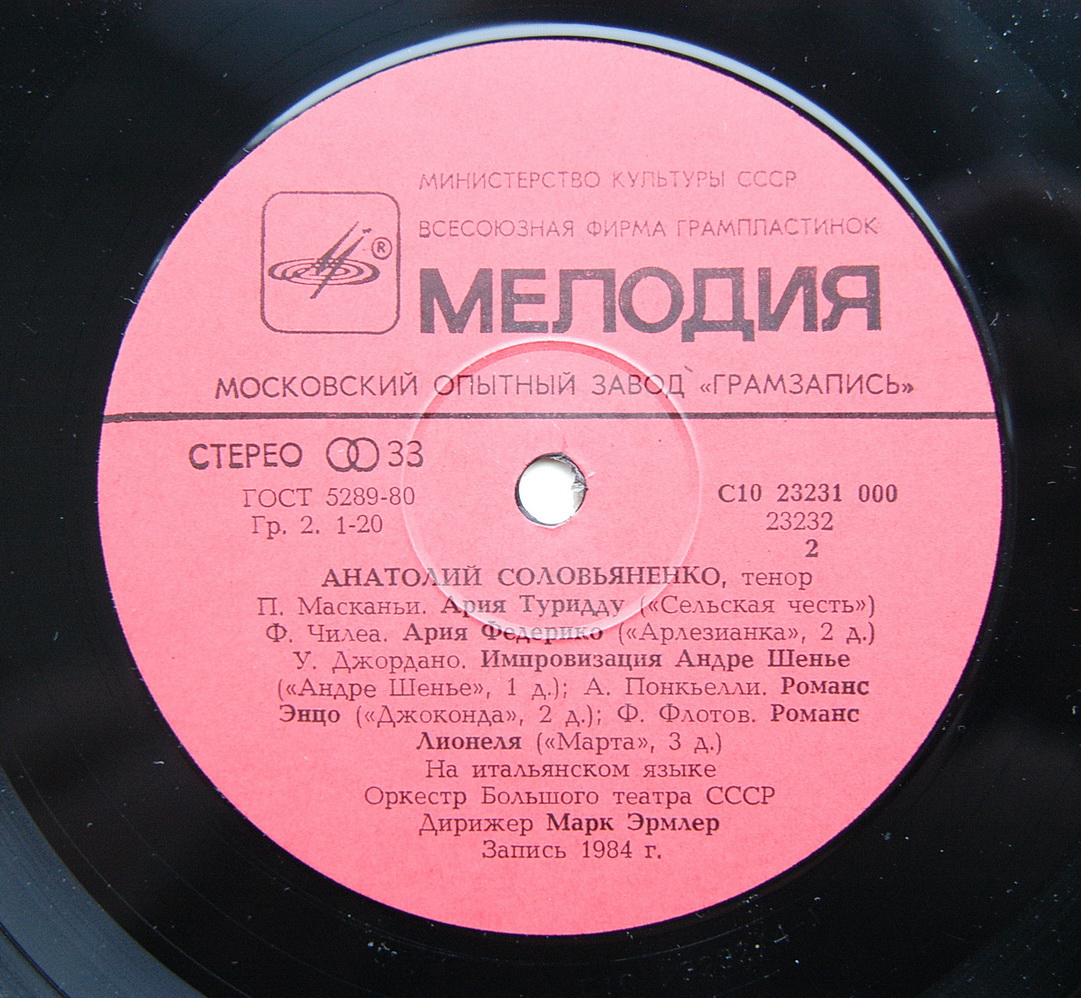 МИНИСТЕРСТВО КУЛЬТУРЫ СССР
ВСЕСОЮЗНАЯ ФИРМА ГРАМПЛАСТИНОК
®
МЕЛОДИЯ
МОСКОВСКИЙ ОПЫТНЫЙ ЗАВОД «ГРАМЗАПИСЬ»
СТЕРЕО 33
ГОСТ 5289-80
Гр. 2. 1-20
С10 23231 000
23232
2
АНАТОЛИЙ СОЛОВЬЯНЕНКО, тенор
П. Масканьи. Ария Туридду («Сельская честь»)
Ф. Чилеа. Ария Федерико («Арлезианка», 2 д.)
У. Джордано. Импровизация Андре Шенье
(«Андре Шенье», 1 д.); А. Понкьелли. Романс
Энцо («Джоконда», 2 д.); Ф. Флотов. Романс
Лионеля («Марта», 3 д.)
На итальянском языке
Оркестр Большого театра СССР
Дирижер Марк Эрмлер
Запись 1984 г.